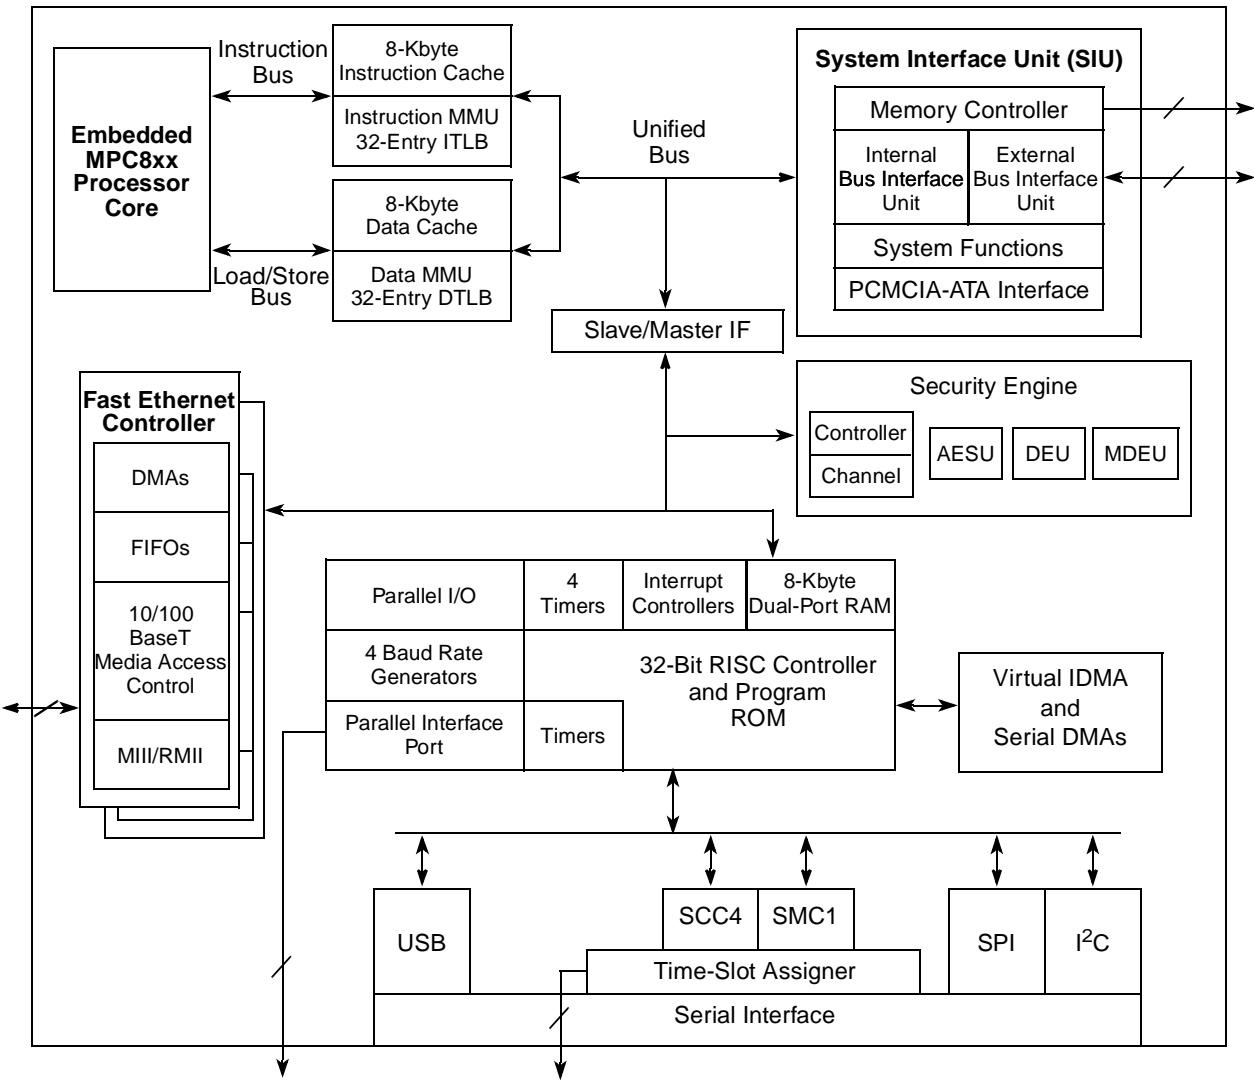 Instruction
Bus
8-Kbyte
Instruction Cache
Instruction MMU
32-Entry ITLB
Embedded
MPC8xx
Processor
Core
8-Kbyte
Data Cache
Data MMU
32-Entry DTLB
Load/Store
Bus
Unified
Bus
System Interface Unit (SIU)
Memory Controller
Internal
Bus Interface
Unit
External
Bus Interface
Unit
System Functions
PCMCIA-ATA Interface
Slave/Master IF
Security Engine
Controller
Channel
AESU
DEU
MDEU
Fast Ethernet
Controller
DMAs
FIFOs
10/100
BaseT
Media Access
Control
MIII/RMII
Parallel I/O
4
Timers
Interrupt
Controllers
8-Kbyte
Dual-Port RAM
4 Baud Rate
Generators
32-Bit RISC Controller
and Program
ROM
Parallel Interface
Port
Timers
Virtual IDMA
and
Serial DMAs
USB
SCC4
SMC1
SPI
I2C
Time-Slot Assigner
Serial Interface